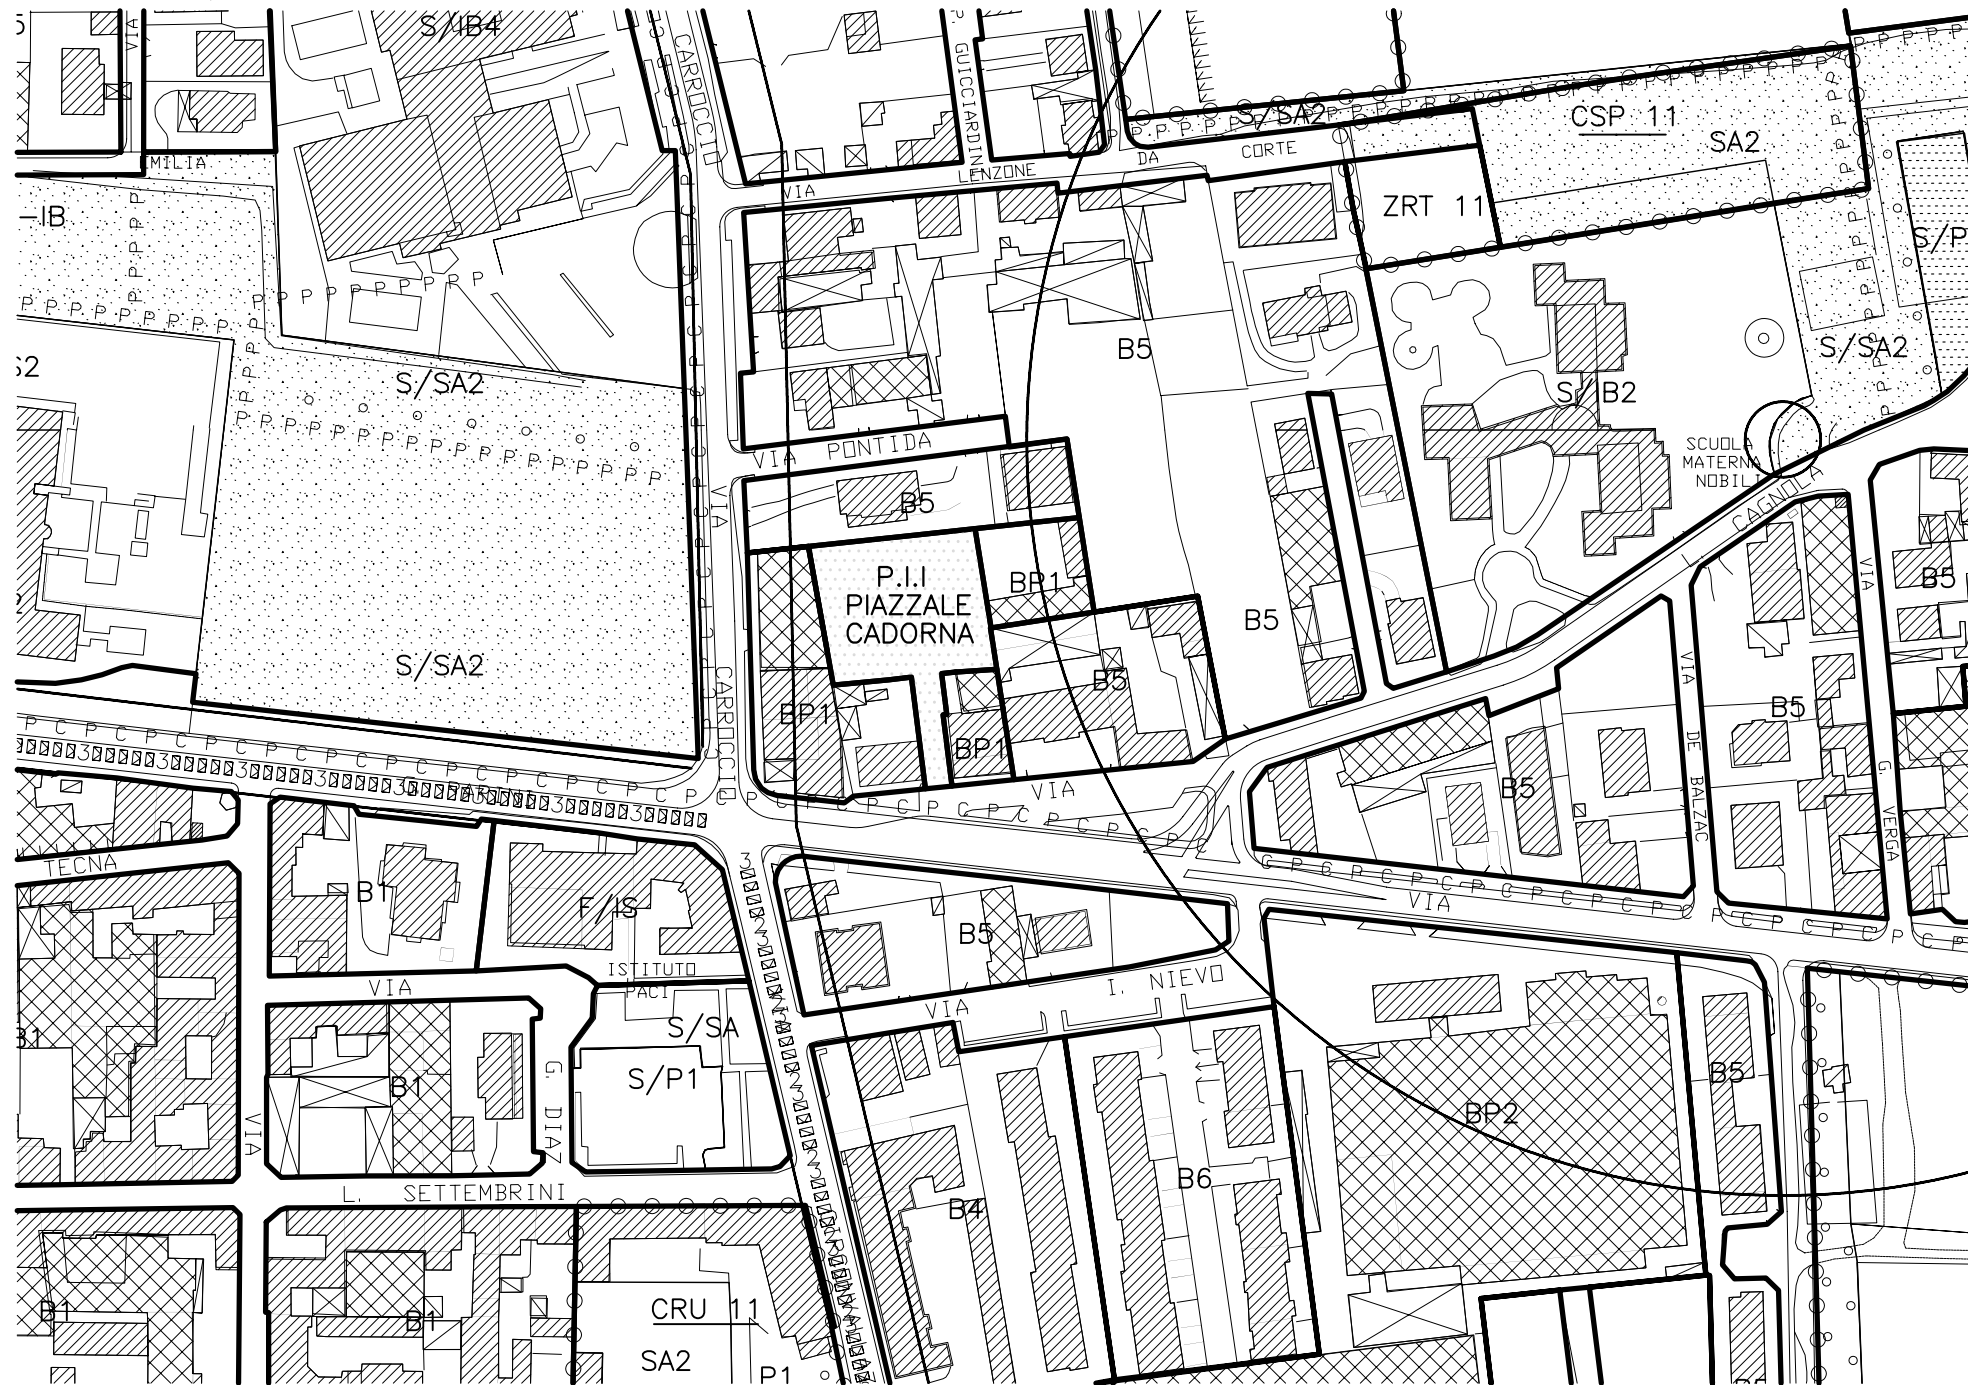 VIA
S/IB4
CARROCCIO
GUICCIARDINI
EMILIA
-IB
VIA
LENZONE
DA
CORTE
S/SA2
CSP 11
SA2
ZRT 11
S/P
S/SA2
S2
S/SA2
B5
S/B2
SCUOLA
MATERNA
NOBILI
L. CAGNOLA
VIA PONTIDA
B5
VIA
P.I.I
PIAZZALE
CADORNA
BP1
B5
VIA
B5
S/SA2
CARROCCIO
B5
VIA
B5
BP1
BP1
VIA
B5
DE
BALZAC
G.
VERGA
TECNA
B1
F/IS
B5
VIA
ISTITUTO
PACI
VIA
VIA
I. NIEVO
S/SA
B1
S/P1
B1
G. DIAZ
VIA
B5
BP2
B6
L. SETTEMBRINI
B4
B1
B1
CRU 11
SA2
P1